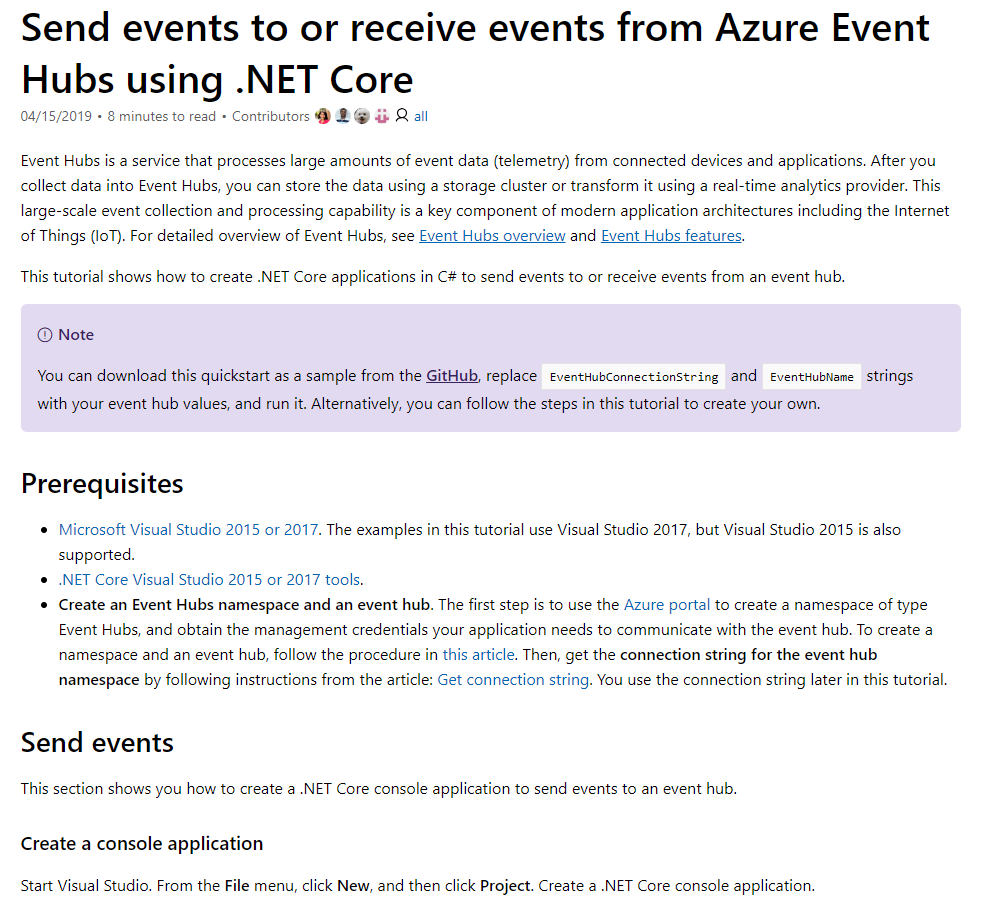 Send events to or receive events from Azure Event
Hubs using .NET Core
04/15/2019 • 8 minutes to read • Contributors all
Event Hubs is a service that processes large amounts of event data (telemetry) from connected devices and applications. After you
collect data into Event Hubs, you can store the data using a storage cluster or transform it using a real-time analytics provider. This
large-scale event collection and processing capability is a key component of modern application architectures including the Internet
of Things (IoT). For detailed overview of Event Hubs, see Event Hubs overview and Event Hubs features.
This tutorial shows how to create .NET Core applications in C# to send events to or receive events from an event hub.
Note
You can download this quickstart as a sample from the GitHub, replace EventHubConnectionString and EventHubName strings
with your event hub values, and run it. Alternatively, you can follow the steps in this tutorial to create your own.
Prerequisites
• Microsoft Visual Studio 2015 or 2017. The examples in this tutorial use Visual Studio 2017, but Visual Studio 2015 is also
supported.
• .NET Core Visual Studio 2015 or 2017 tools.
• Create an Event Hubs namespace and an event hub. The first step is to use the Azure portal to create a namespace of type
Event Hubs, and obtain the management credentials your application needs to communicate with the event hub. To create a
namespace and an event hub, follow the procedure in this article. Then, get the connection string for the event hub
namespace by following instructions from the article: Get connection string. You use the connection string later in this tutorial.
Send events
This section shows you how to create a .NET Core console application to send events to an event hub.
Create a console application
Start Visual Studio. From the File menu, click New, and then click Project. Create a .NET Core console application.